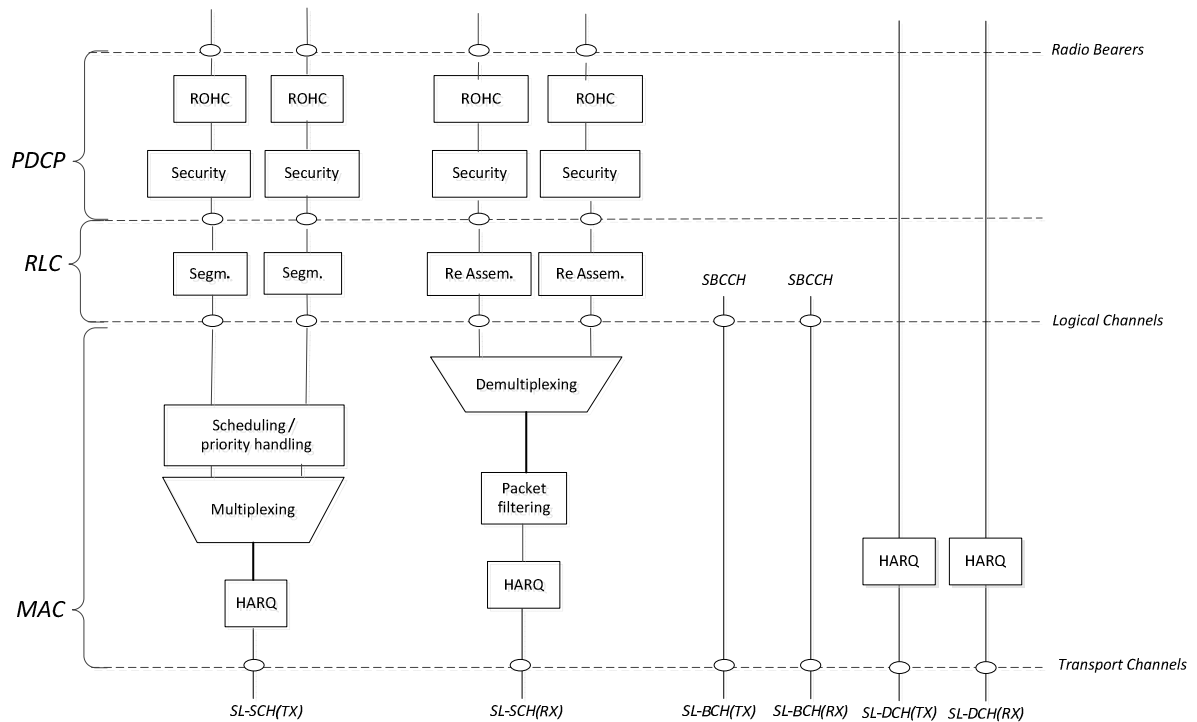 Radio Bearers
ROHC
ROHC
ROHC
ROHC
PDCP
Security
Security
Security
Security
RLC
Segm.
Segm.
Re Assem.
Re Assem.
SBCCH
SBCCH
Logical Channels
Demultiplexing
Scheduling /
priority handling
Packet
filtering
Multiplexing
HARQ
HARQ
HARQ
HARQ
MAC
Transport Channels
SL-SCH(TX)
SL-SCH(RX)
SL-BCH(TX)
SL-BCH(RX)
SL-DCH(TX)
SL-DCH(RX)